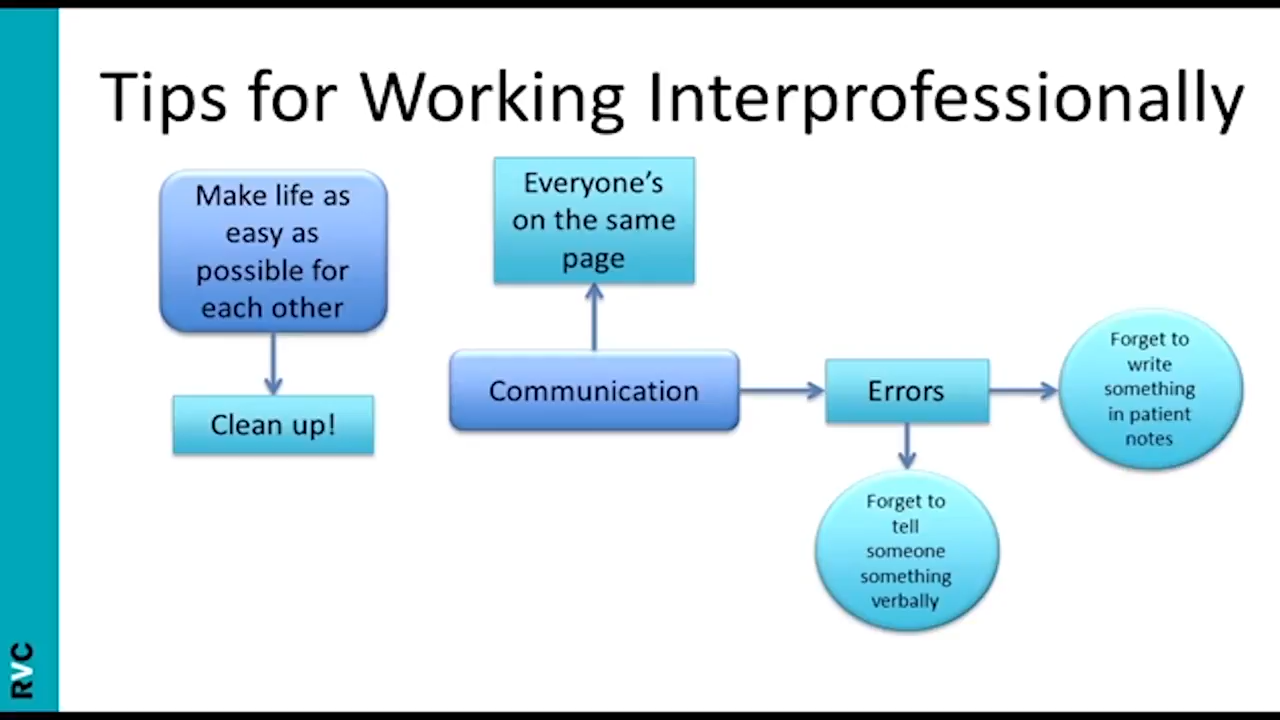 Tips for Working Interprofessionally
Make life as
easy as
possible for
each other
Clean up!
Everyone’s
on the same
page
Communication
Errors
Forget to
write
something
in patient
notes
Forget to
tell
someone
something
verbally
RVC